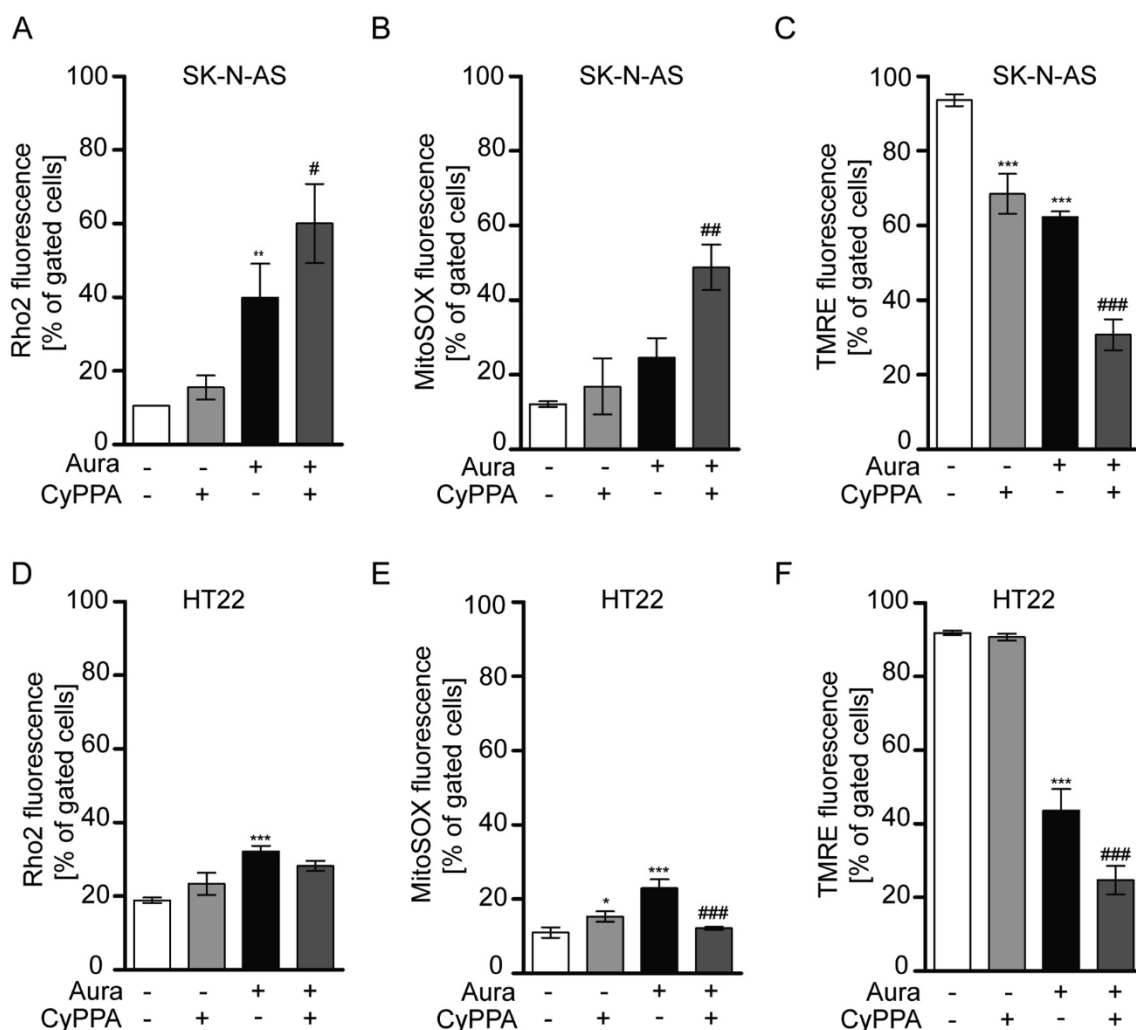 A
SK-N-AS
Rho2 fluorescence
[% of gated cells]
100
80
60
40
20
0
**
#
Aura - - + +
CyPPA - + - +
B
SK-N-AS
MitoSOX fluorescence
[% of gated cells]
100
80
60
40
20
0
##
Aura - - + +
CyPPA - + - +
C
SK-N-AS
TMRE fluorescence
[% of gated cells]
100
80
60
40
20
0
***
***
###
Aura - - + +
CyPPA - + - +
D
HT22
Rho2 fluorescence
[% of gated cells]
100
80
60
40
20
0
***
Aura - - + +
CyPPA - + - +
E
HT22
MitoSOX fluorescence
[% of gated cells]
100
80
60
40
20
0
*
***
###
Aura - - + +
CyPPA - + - +
F
HT22
TMRE fluorescence
[% of gated cells]
100
80
60
40
20
0
***
###
Aura - - + +
CyPPA - + - +